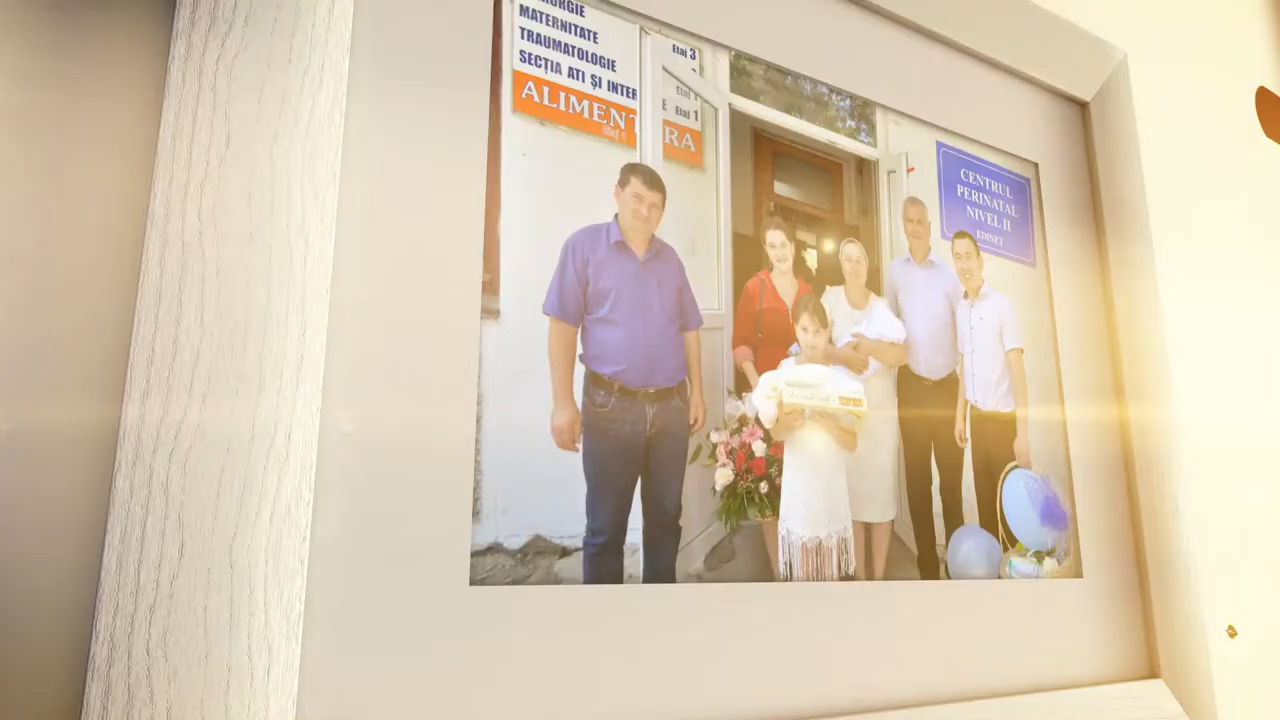 MATERNITATE
TRAUMATOLOGIE
SECȚIA ATI ȘI INTER
ALIMENT
Etaj 3
Etaj 1
RA
CENTRUL
PERINATAL
NIVEL II
EDINEȚ